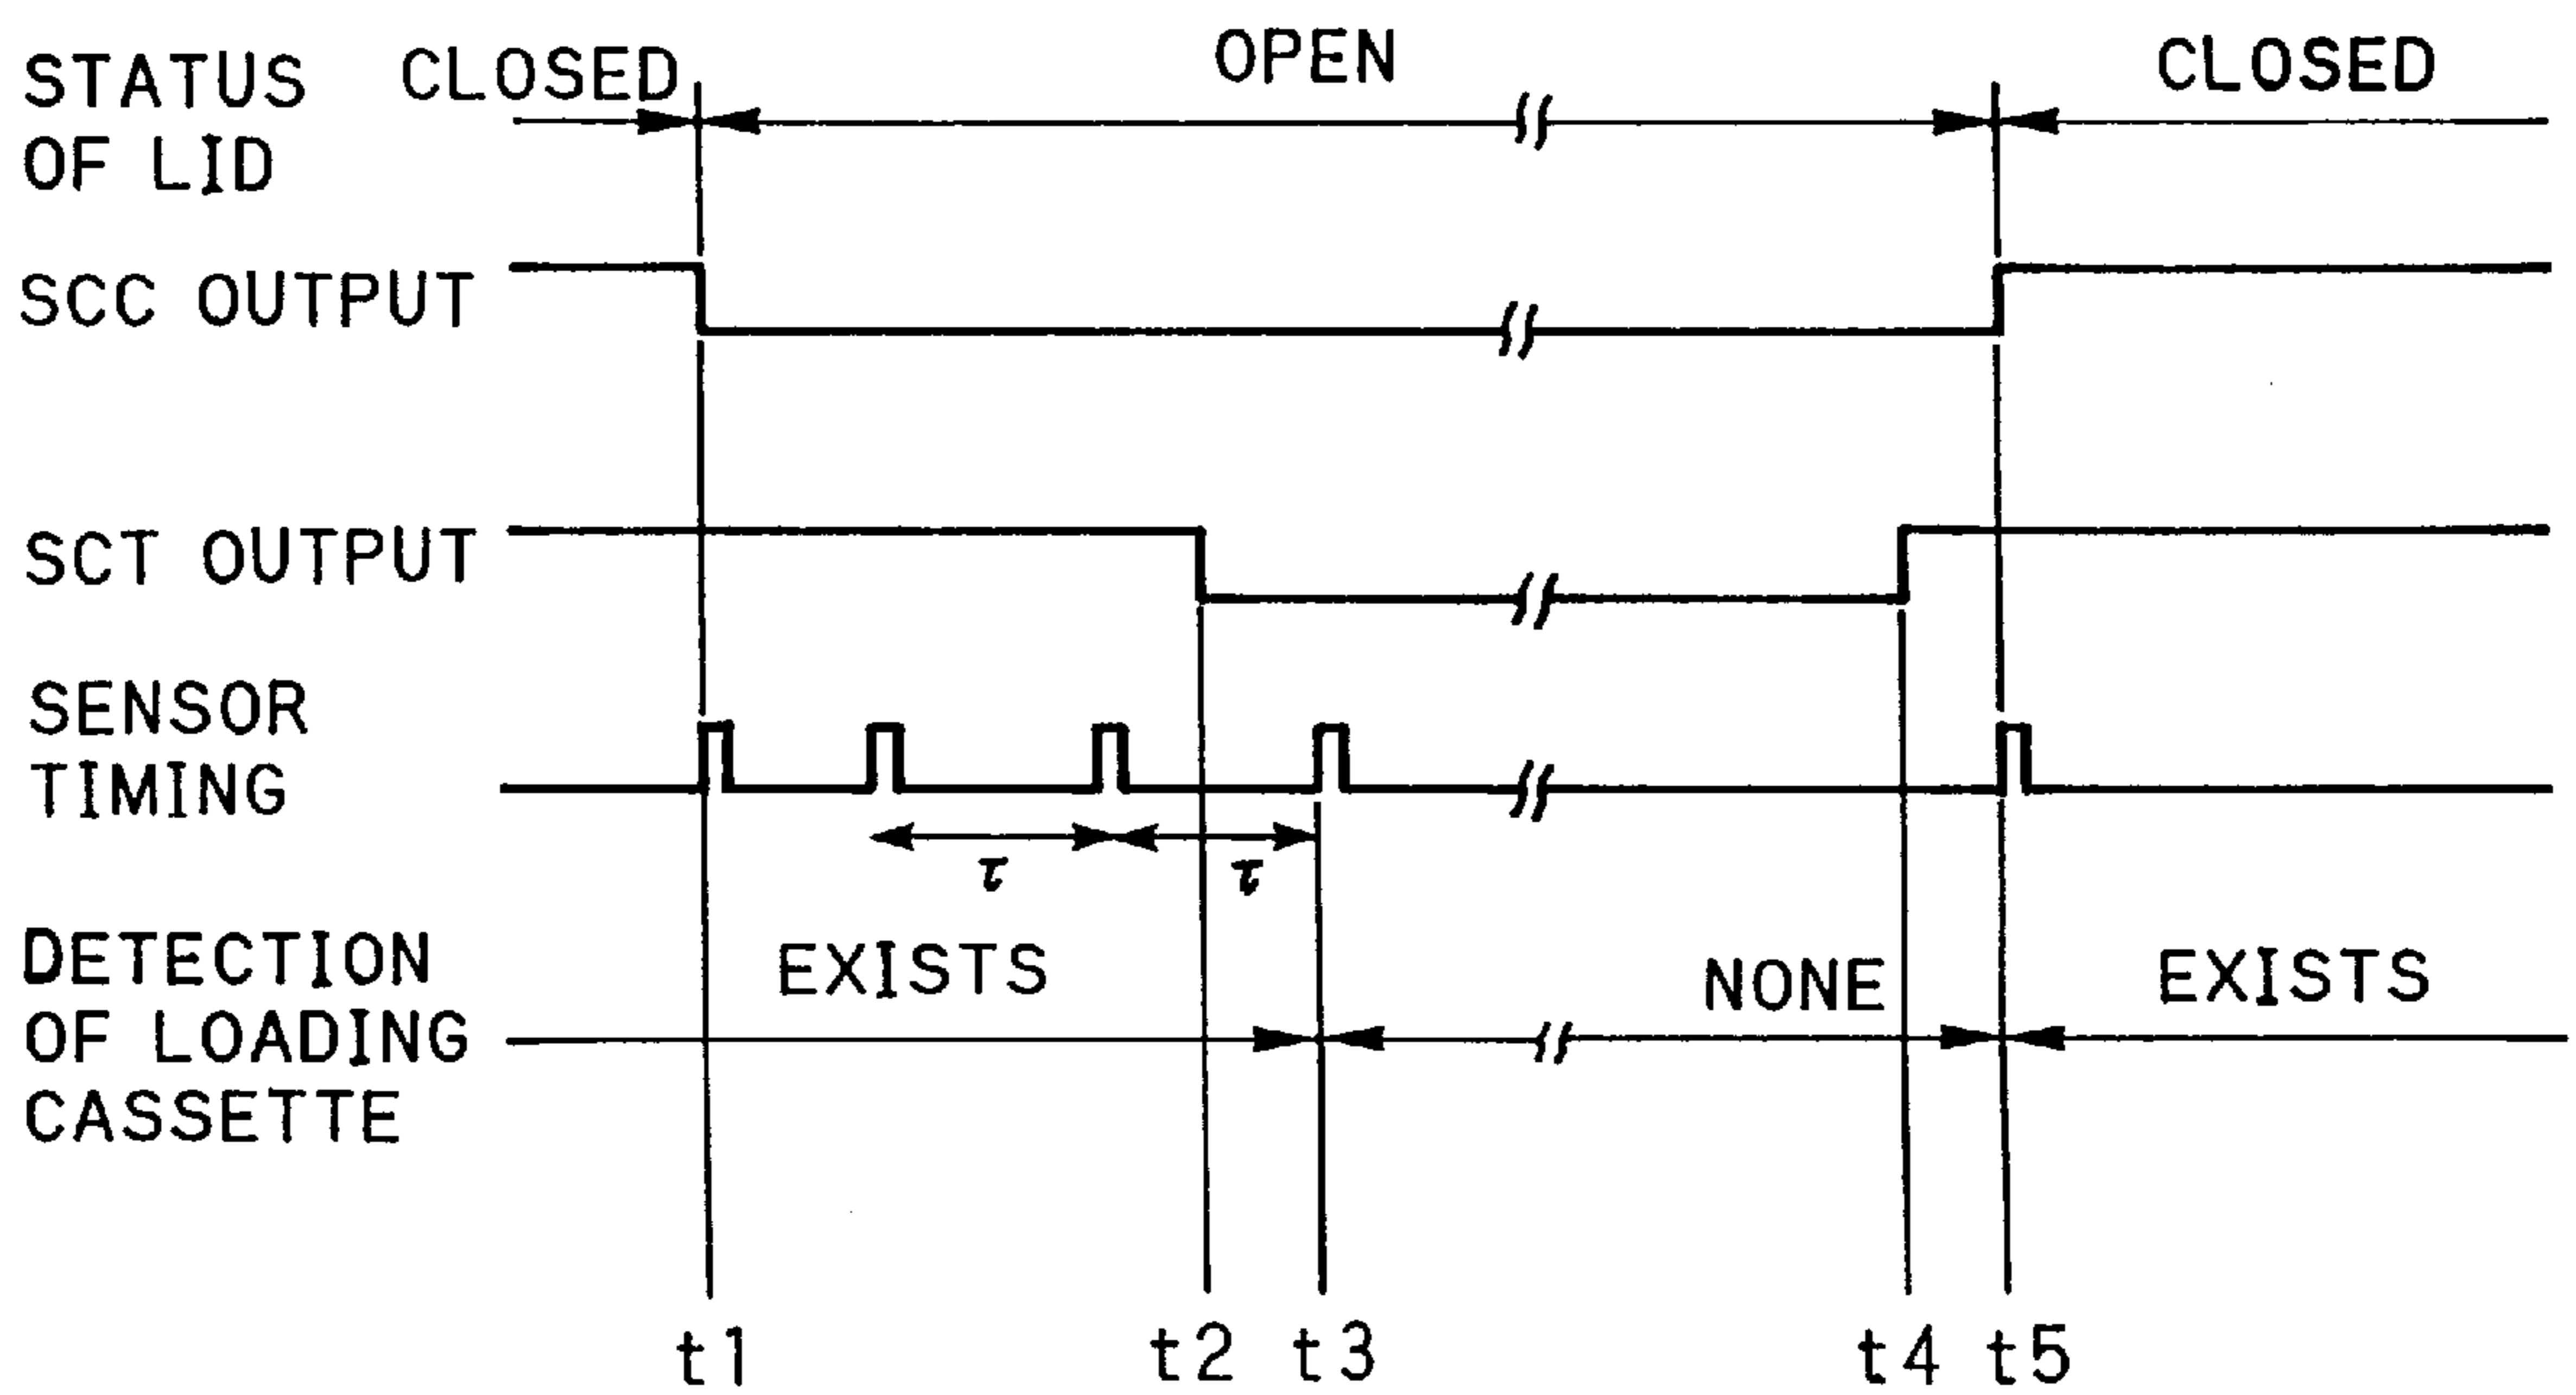 STATUS
OF LID
CLOSED
OPEN
CLOSED
SCC OUTPUT
SCT OUTPUT
SENSOR
TIMING
τ
τ
DETECTION
OF LOADING
CASSETTE
EXISTS
NONE
EXISTS
t1
t2
t3
t4
t5